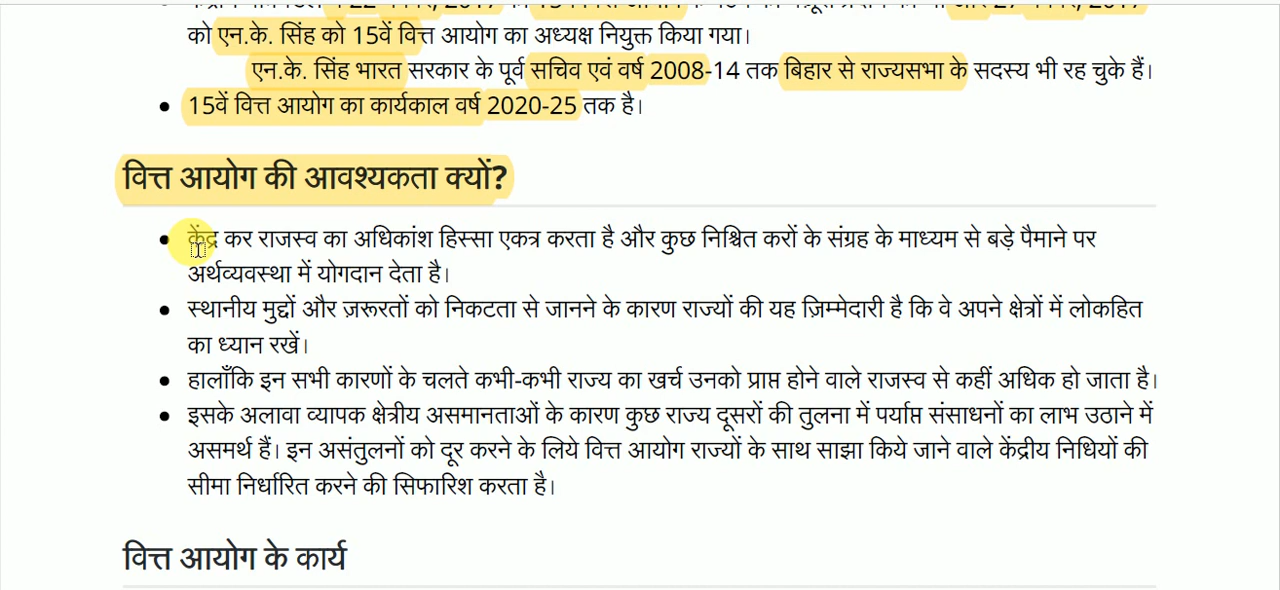 को एन.के. सिंह को 15वें वित्त आयोग का अध्यक्ष नियुक्त किया गया।
एन.के. सिंह भारत सरकार के पूर्व सचिव एवं वर्ष 2008-14 तक बिहार से राज्यसभा के सदस्य भी रह चुके हैं।
15वें वित्त आयोग का कार्यकाल वर्ष 2020-25 तक है।
वित्त आयोग की आवश्यकता क्यों?
केंद्र कर राजस्व का अधिकांश हिस्सा एकत्र करता है और कुछ निश्चित करों के संग्रह के माध्यम से बड़े पैमाने पर
अर्थव्यवस्था में योगदान देता है।
स्थानीय मुद्दों और ज़रूरतों को निकटता से जानने के कारण राज्यों की यह ज़िम्मेदारी है कि वे अपने क्षेत्रों में लोकहित
का ध्यान रखें।
हालाँकि इन सभी कारणों के चलते कभी-कभी राज्य का खर्च उनको प्राप्त होने वाले राजस्व से कहीं अधिक हो जाता है।
इसके अलावा व्यापक क्षेत्रीय असमानताओं के कारण कुछ राज्य दूसरों की तुलना में पर्याप्त संसाधनों का लाभ उठाने में
असमर्थ हैं। इन असंतुलनों को दूर करने के लिये वित्त आयोग राज्यों के साथ साझा किये जाने वाले केंद्रीय निधियों की
सीमा निर्धारित करने की सिफारिश करता है।
वित्त आयोग के कार्य